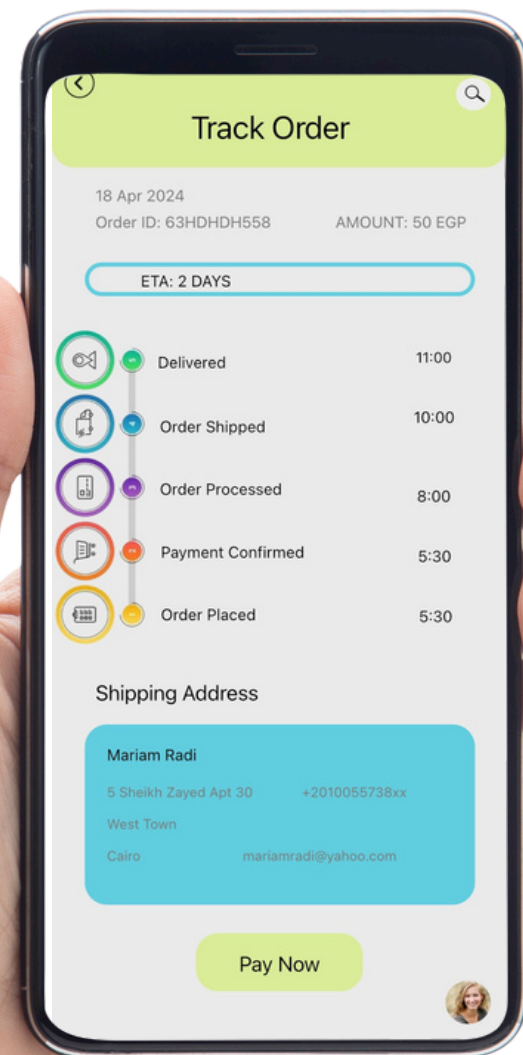 Track Order
18 Apr 2024
Order ID: 63HDHDH558 AMOUNT: 50 EGP
ETA: 2 DAYS
Delivered 11:00
Order Shipped 10:00
Order Processed 8:00
Payment Confirmed 5:30
Order Placed 5:30
Shipping Address
Mariam Radi
5 Sheikh Zayed Apt 30 +2010055738xx
West Town
Cairo mariamradi@yahoo.com
Pay Now